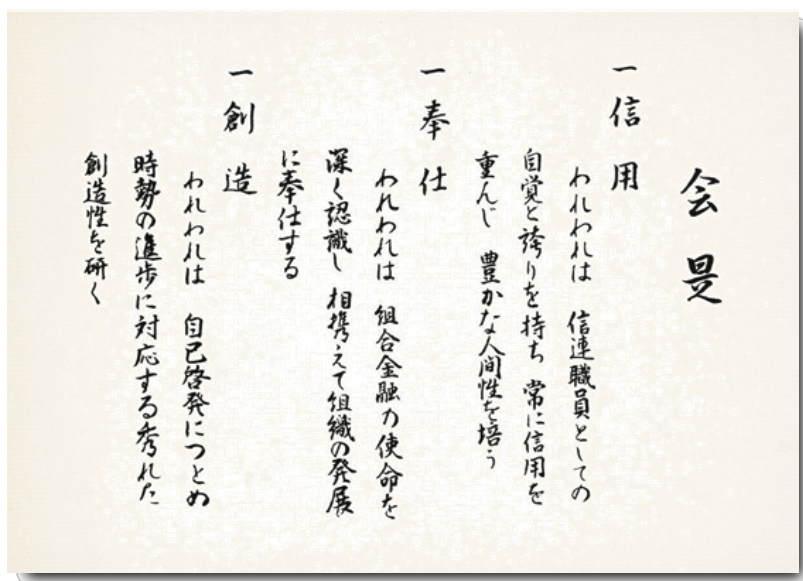 会是
一信用
われわれは 信連職員としての
自覚と誇りを持ち 常に信用を
重んじ 豊かな人間性を培う
一奉仕
われわれは 組合金融の使命を
深く認識し 相携えて組織の発展
に奉仕する
一創造
われわれは 自己啓発につとめ
時勢の進歩に対応する秀れた
創造性を研く